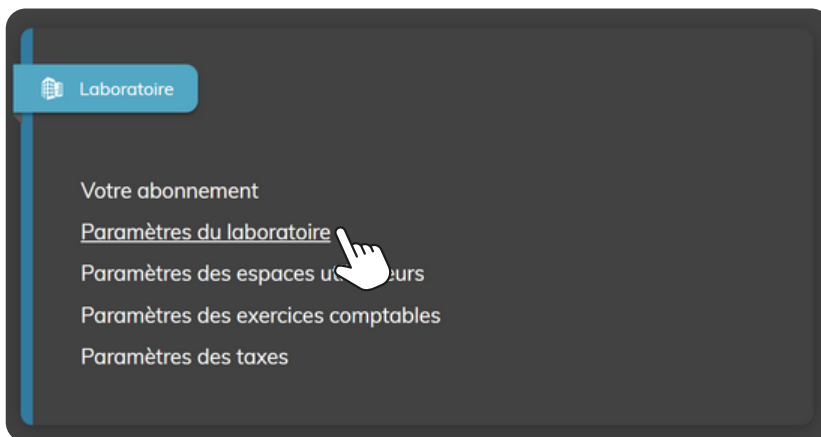 Laboratoire
Votre abonnement
Paramètres du laboratoire
Paramètres des espaces
Paramètres des exercices comptables
Paramètres des taxes